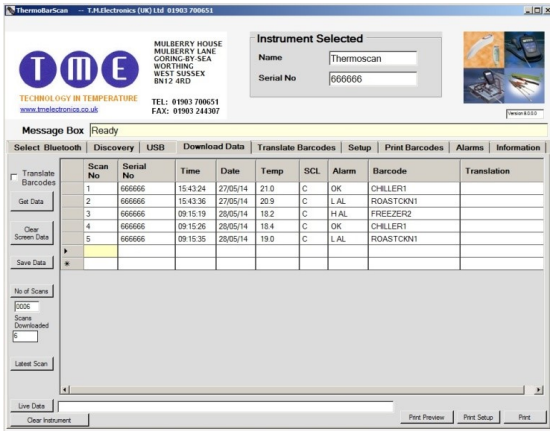 ThermoBarScan -- T.M.Electronics (UK) Ltd 01903 700651
TME
TECHNOLOGY IN TEMPERATURE
www.tmelectronics.co.uk
MULBERRY HOUSE
MULBERRY LANE
GORING-BY-SEA
WORTHING
WEST SUSSEX
BN12 4RD
TEL: 01903 700651
FAX: 01903 244307
Instrument Selected
Name Thermoscan
Serial No 666666
Message Box Ready
Select Bluetooth Discovery USB Download Data Translate Barcodes Setup Print Barcodes Alarms Information
Translate Barcodes
Get Data
Clear Screen Data
Save Data
No of Scans
0006
Scans Downloaded
6
Latest Scan
Live Data
Clear Instrument
Scan No Serial No Time Date Temp SCL Alarm Barcode Translation
1 666666 15:43:24 27/05/14 21.0 C OK CHILLER1
2 666666 15:43:36 27/05/14 20.9 C L AL ROASTCKN1
3 666666 09:15:19 28/05/14 18.2 C H AL FREEZER2
4 666666 09:15:26 28/05/14 18.4 C OK CHILLER1
5 666666 09:15:35 28/05/14 19.0 C L AL ROASTCKN1
Print Preview Print Setup Print